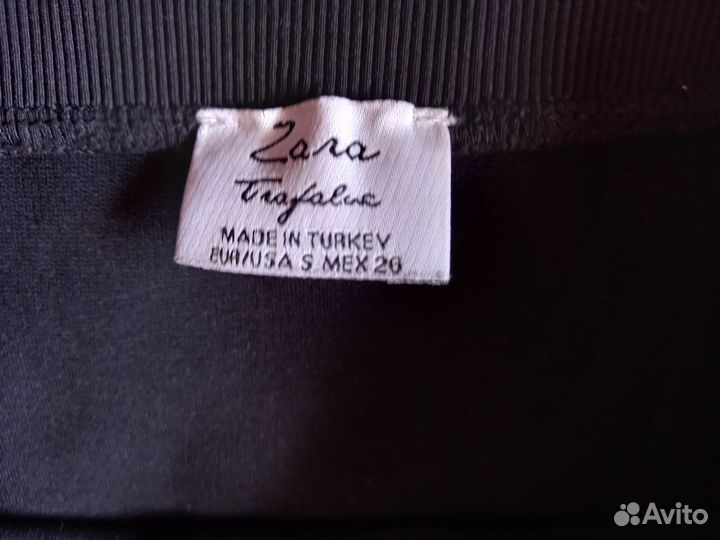 Zara
Trafaluc
MADE IN TURKEY
EUR/USA S MEX 26
Avito